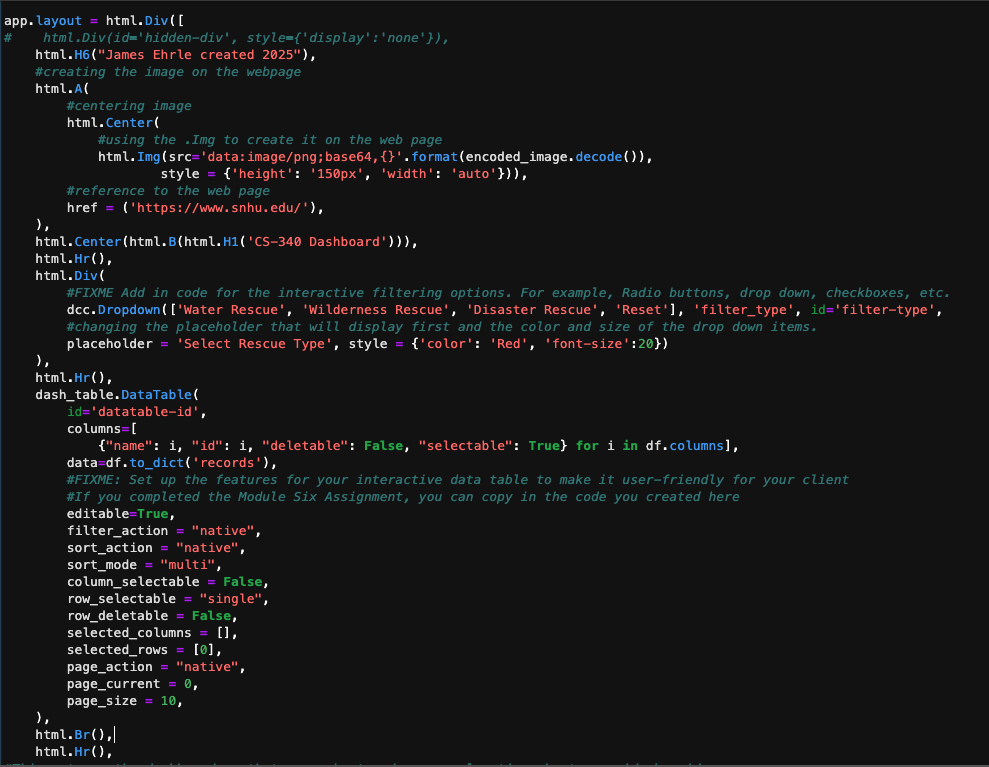 app.layout = html.Div([
#    html.Div(id='hidden-div', style={'display':'none'}),
    html.H6("James Ehrle created 2025"),
    #creating the image on the webpage
    html.A(
        #centering image
        html.Center(
            #using the .Img to create it on the web page
            html.Img(src='data:image/png;base64,{}'.format(encoded_image.decode()),
                    style = {'height': '150px', 'width': 'auto'})),
        #reference to the web page
        href = ('https://www.snhu.edu/'),
    ),
    html.Center(html.B(html.H1('CS-340 Dashboard'))),
    html.Hr(),
    html.Div(
        #FIXME Add in code for the interactive filtering options. For example, Radio buttons, drop down, checkboxes, etc.
        dcc.Dropdown(['Water Rescue', 'Wilderness Rescue', 'Disaster Rescue', 'Reset'], 'filter_type', id='filter-type',
        #changing the placeholder that will display first and the color and size of the drop down items.
        placeholder = 'Select Rescue Type', style = {'color': 'Red', 'font-size':20})
    ),
    html.Hr(),
    dash_table.DataTable(
        id='datatable-id',
        columns=[
            {"name": i, "id": i, "deletable": False, "selectable": True} for i in df.columns],
        data=df.to_dict('records'),
        #FIXME: Set up the features for your interactive data table to make it user-friendly for your client
        #If you completed the Module Six Assignment, you can copy in the code you created here
        editable=True,
        filter_action = "native",
        sort_action = "native",
        sort_mode = "multi",
        column_selectable = False,
        row_selectable = "single",
        row_deletable = False,
        selected_columns = [],
        selected_rows = [0],
        page_action = "native",
        page_current = 0,
        page_size = 10,
    ),
    html.Br(),
    html.Hr(),